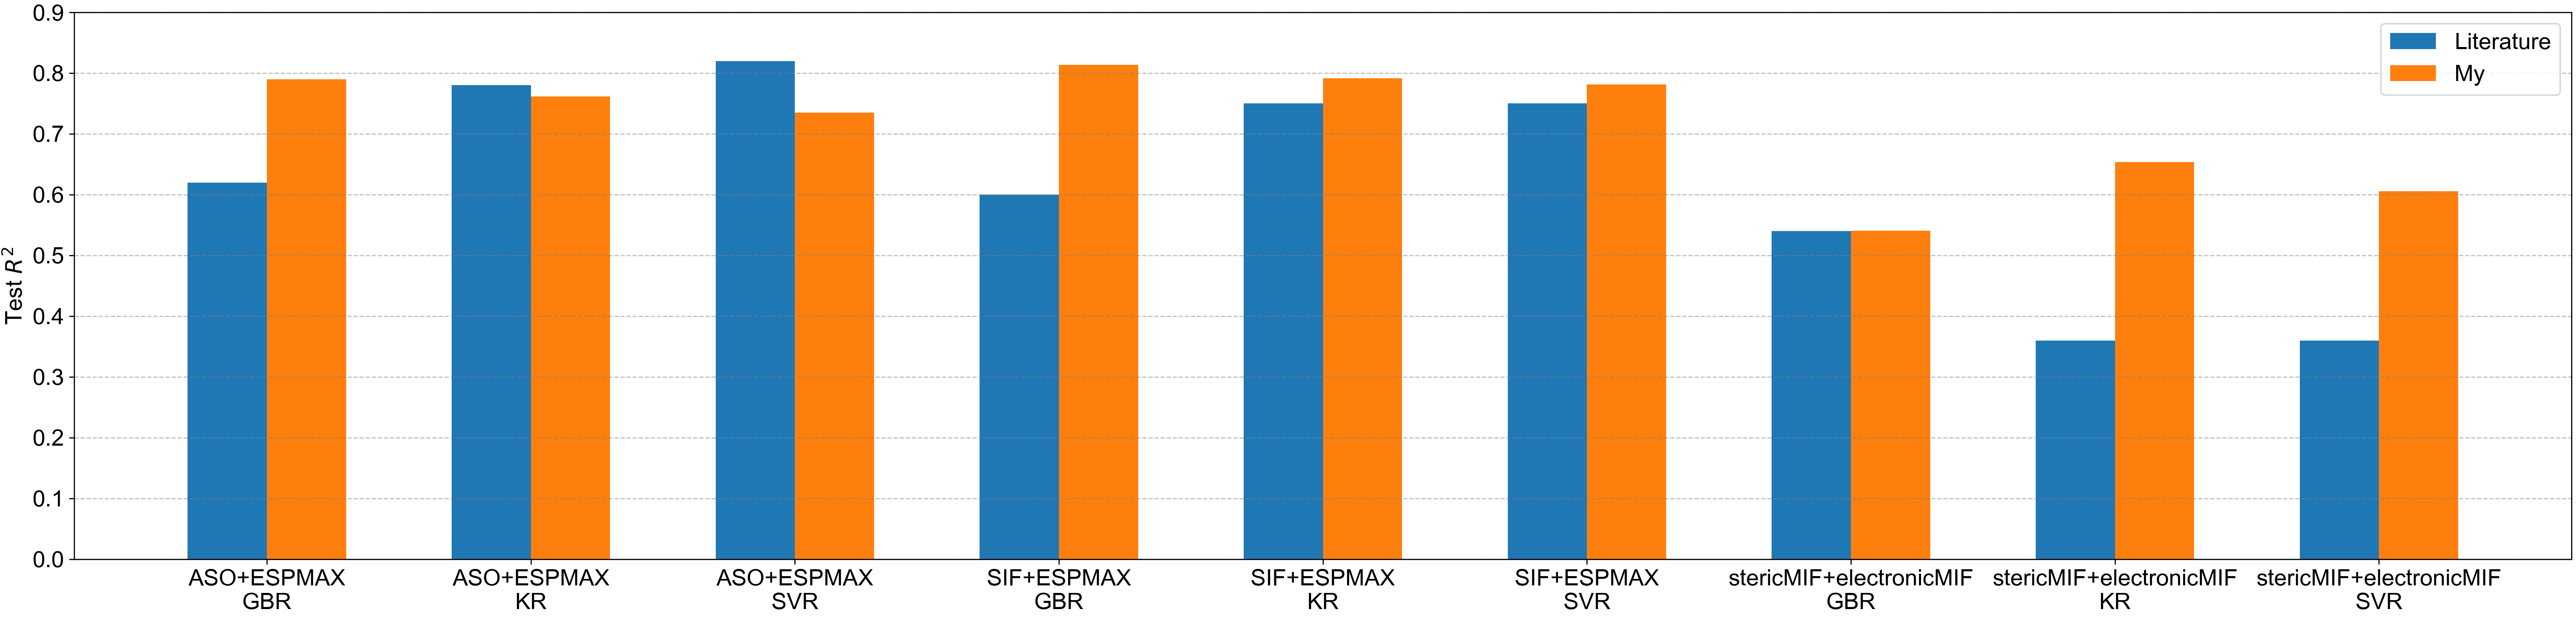 0.9
0.8
0.7
0.6
0.5
0.4
0.3
0.2
0.1
0.0
Test R²
Literature
My
ASO+ESPMAX
GBR
ASO+ESPMAX
KR
ASO+ESPMAX
SVR
SIF+ESPMAX
GBR
SIF+ESPMAX
KR
SIF+ESPMAX
SVR
stericMIF+electronicMIF
GBR
stericMIF+electronicMIF
KR
stericMIF+electronicMIF
SVR